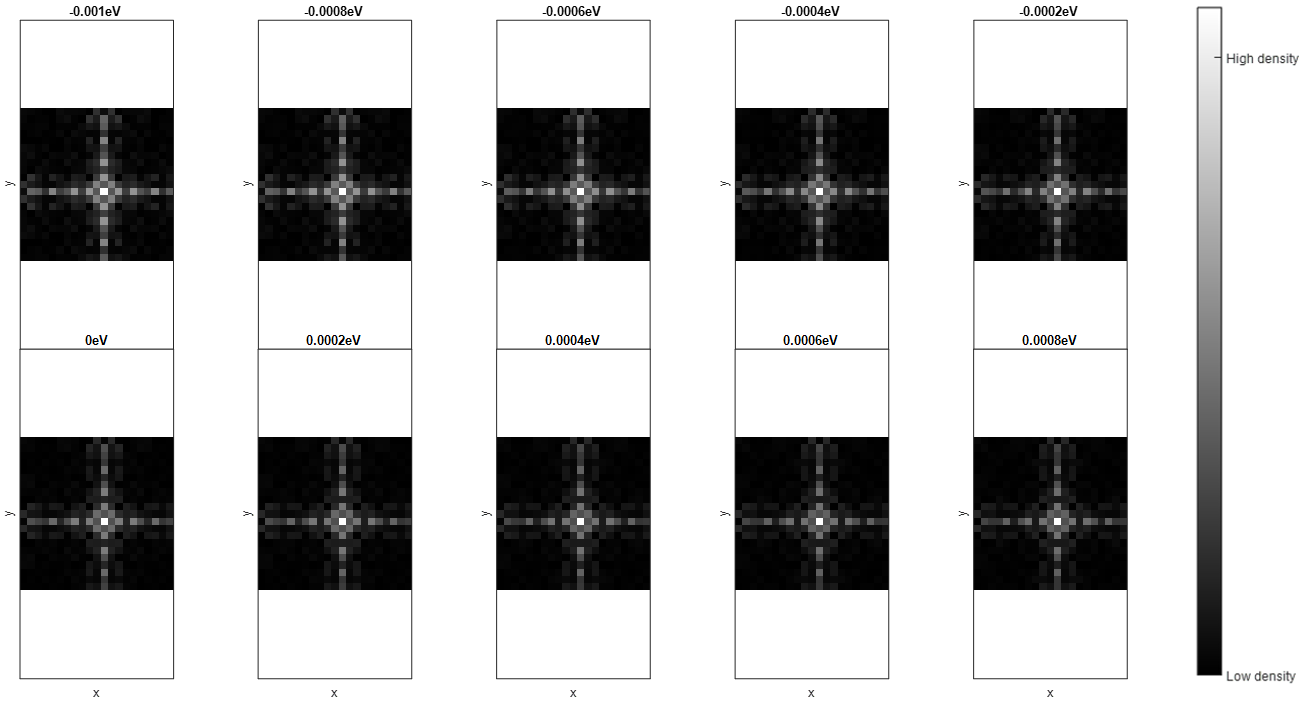 -0.001eV
-0.0008eV
-0.0006eV
-0.0004eV
-0.0002eV
High density
y
y
y
y
y
0eV
0.0002eV
0.0004eV
0.0006eV
0.0008eV
y
y
y
y
y
Low density
x
x
x
x
x